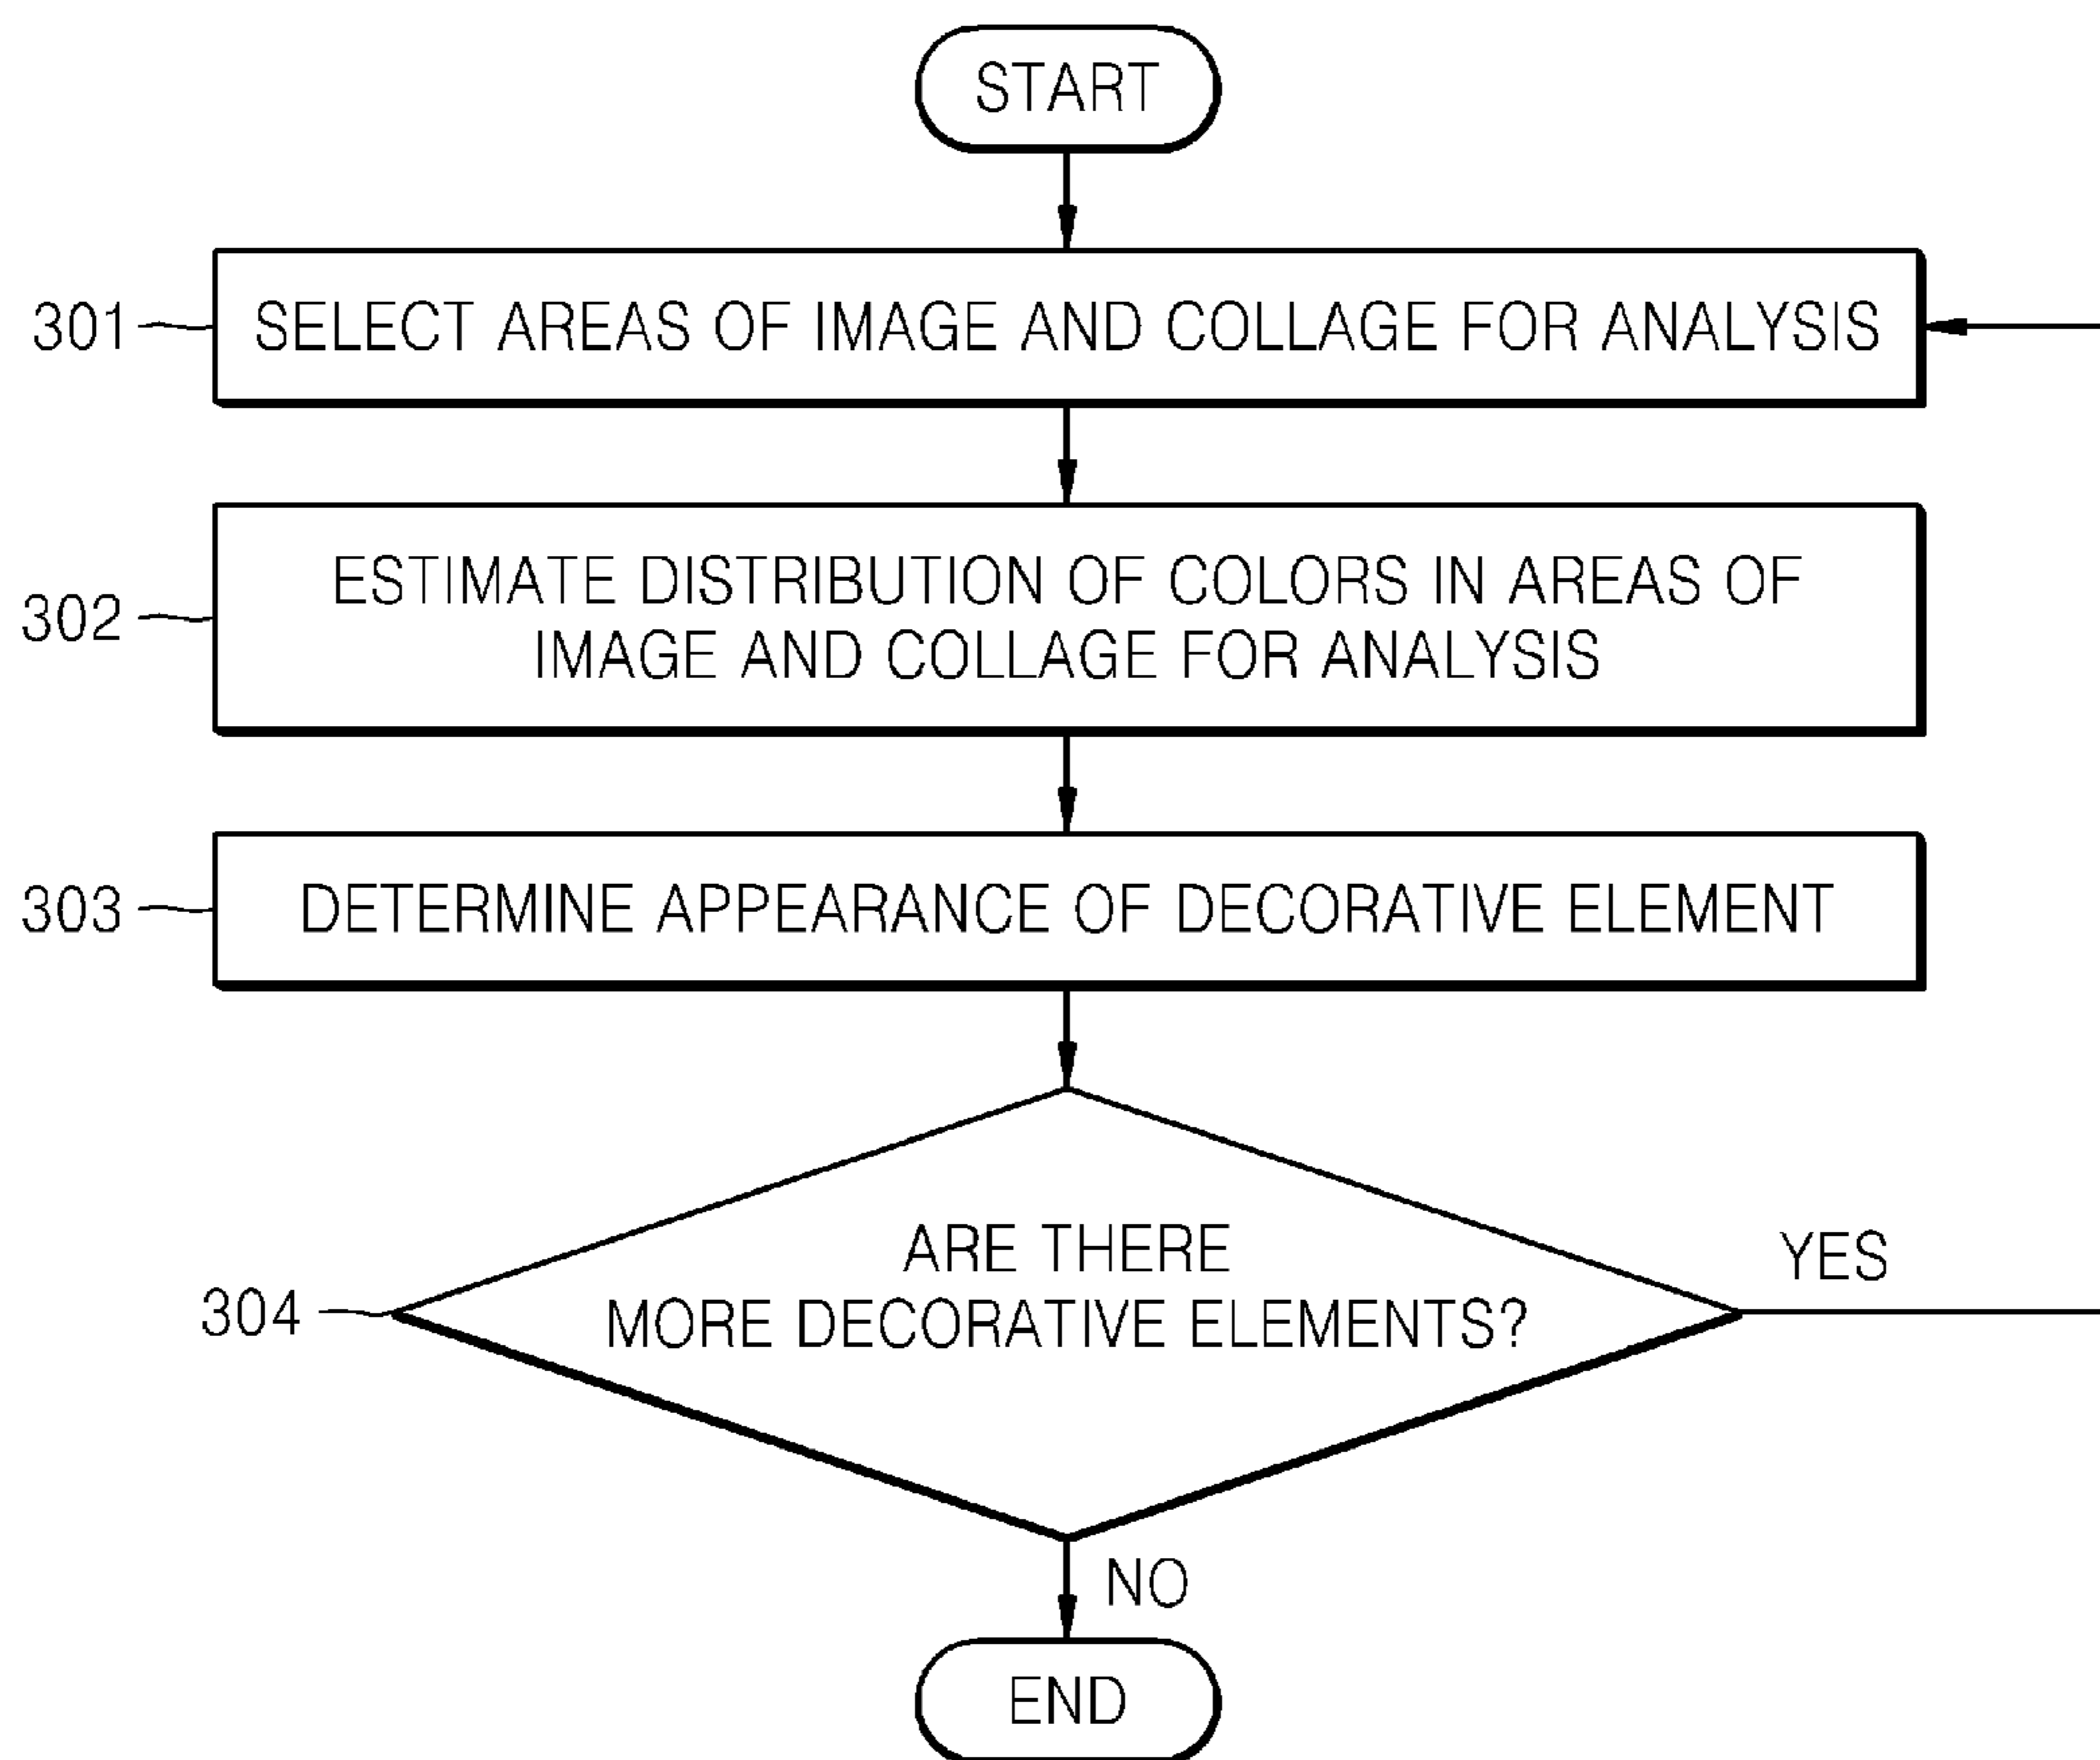 START
301
SELECT AREAS OF IMAGE AND COLLAGE FOR ANALYSIS
302
ESTIMATE DISTRIBUTION OF COLORS IN AREAS OF
IMAGE AND COLLAGE FOR ANALYSIS
303
DETERMINE APPEARANCE OF DECORATIVE ELEMENT
304
ARE THERE
MORE DECORATIVE ELEMENTS?
YES
NO
END